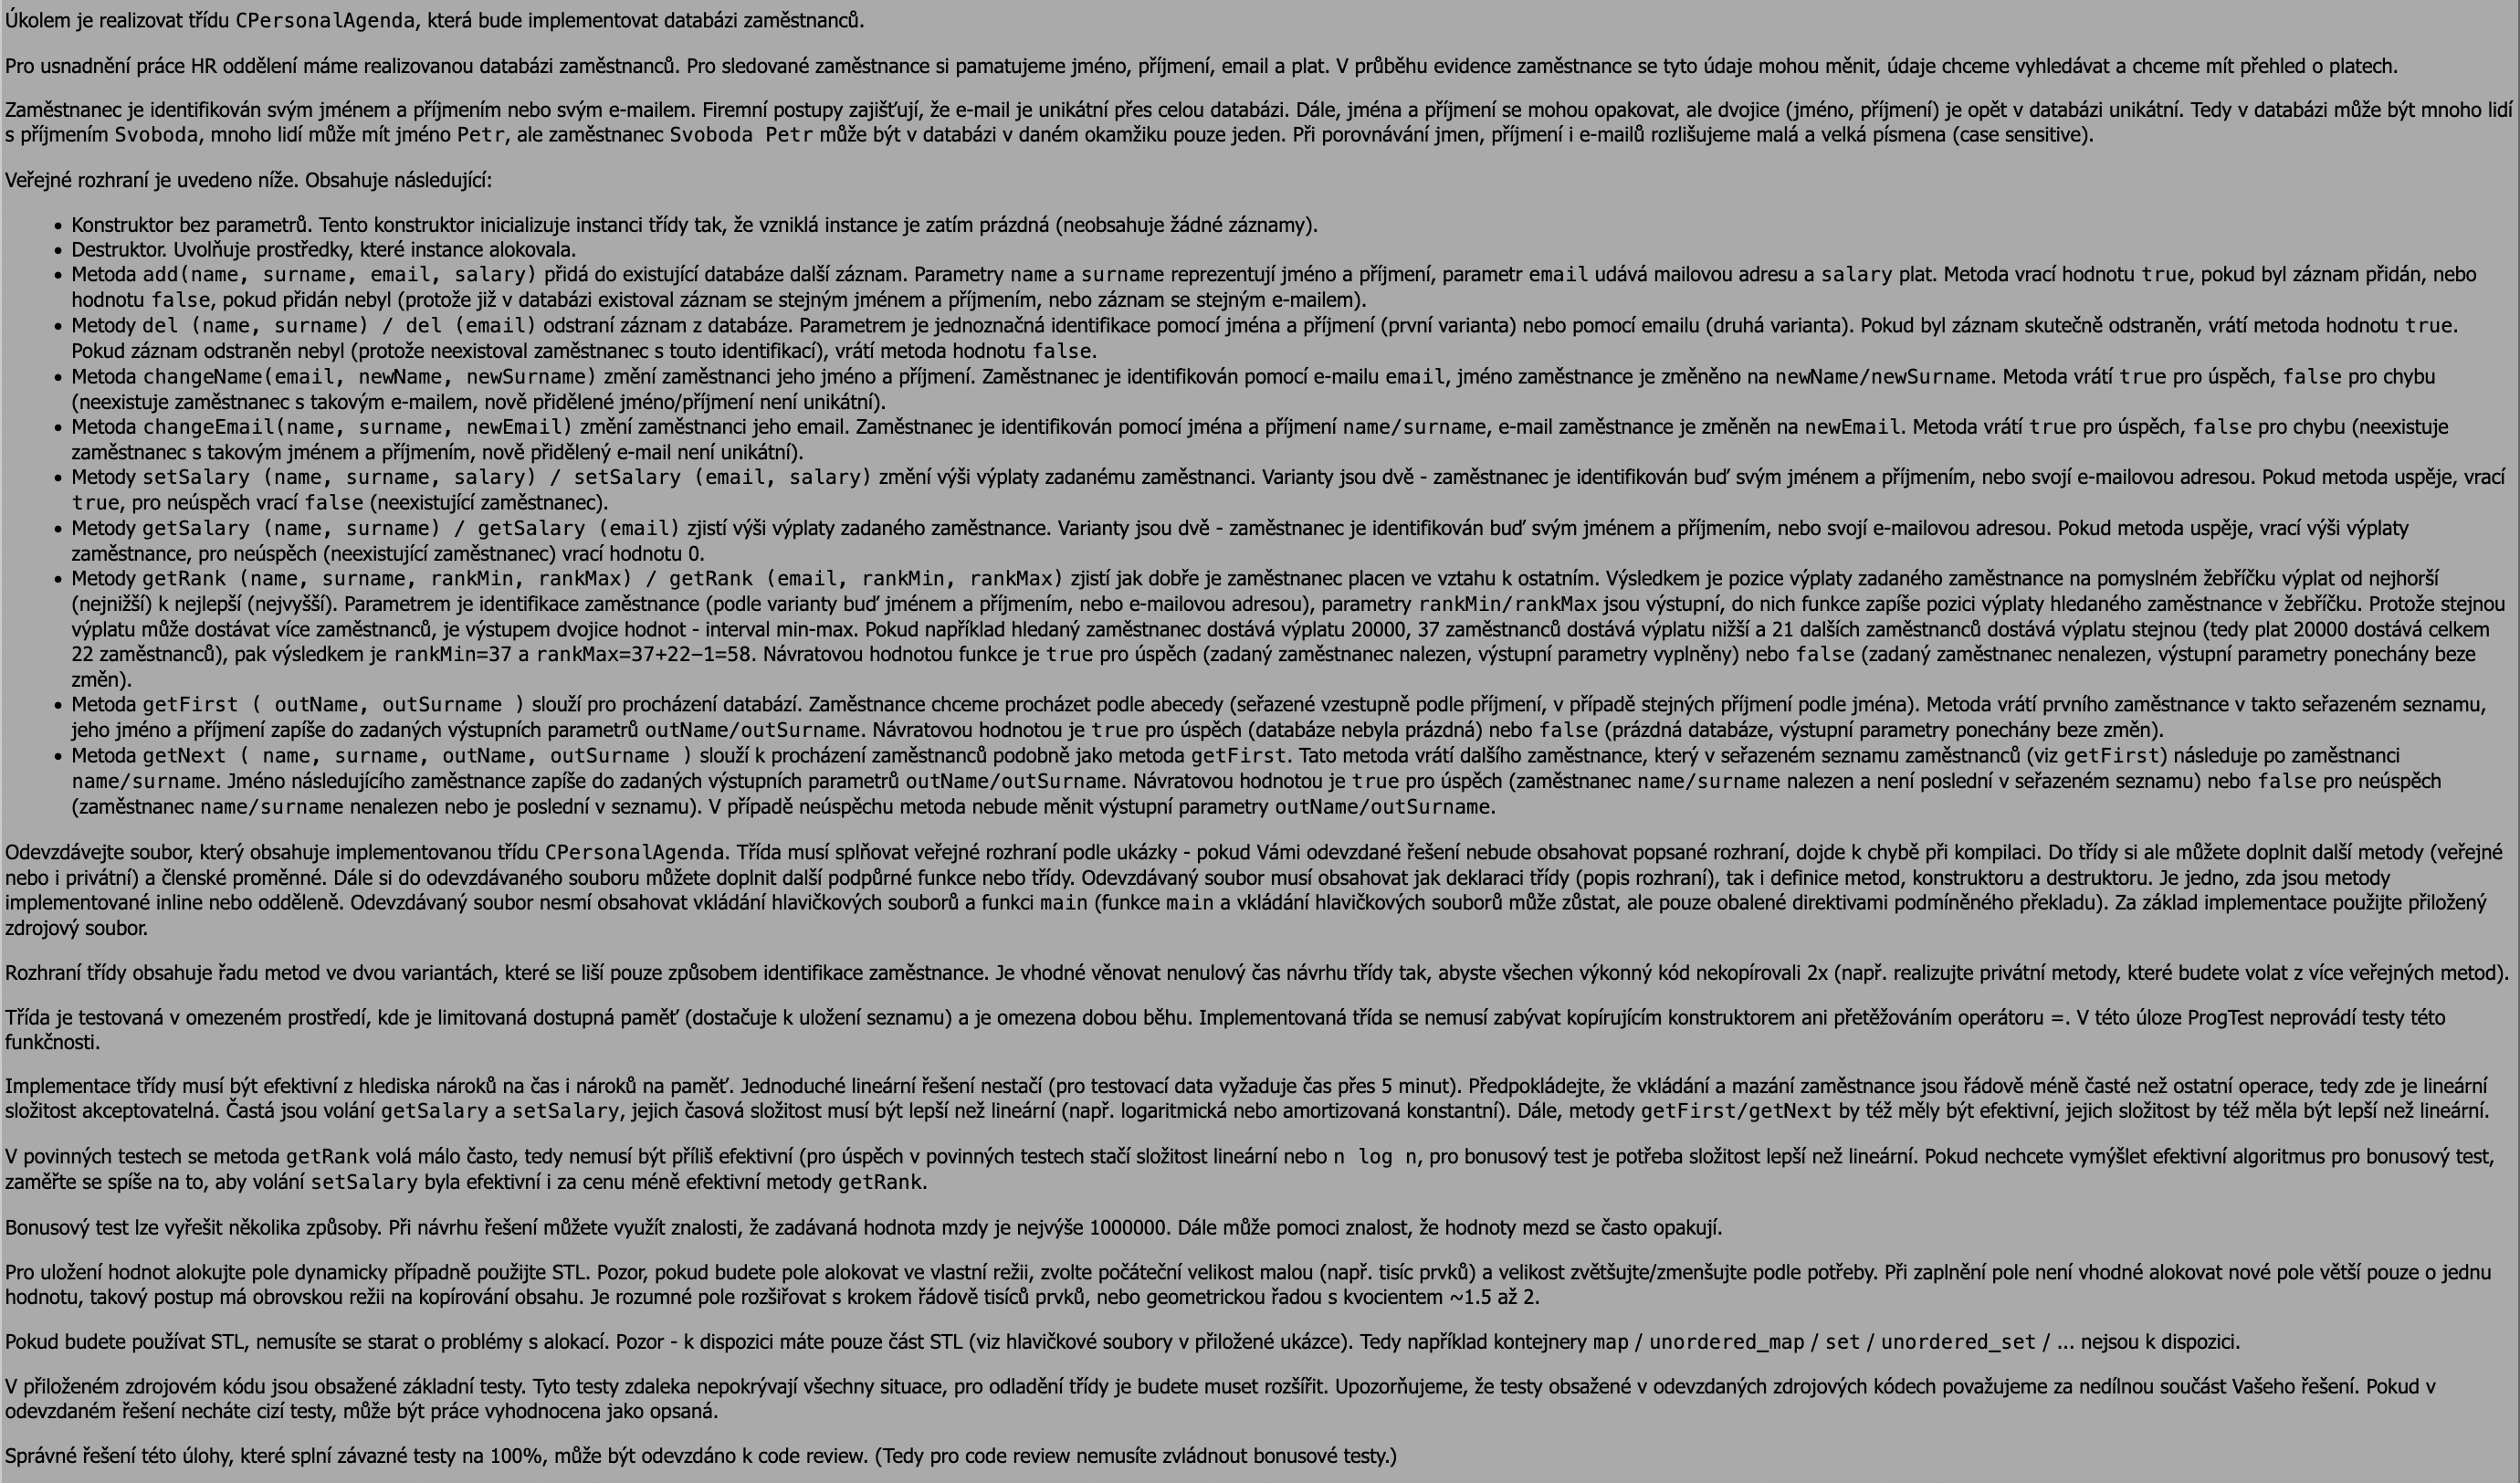 Úkolem je realizovat třídu CPersonalAgenda, která bude implementovat databázi zaměstnanců.
Pro usnadnění práce HR oddělení máme realizovanou databázi zaměstnanců. Pro sledované zaměstnance si pamatujeme jméno, příjmení, email a plat. V průběhu evidence zaměstnance se tyto údaje mohou měnit, údaje chceme vyhledávat a chceme mít přehled o platech.
Zaměstnanec je identifikován svým jménem a příjmením nebo svým e-mailem. Firemní postupy zajišťují, že e-mail je unikátní přes celou databázi. Dále, jména a příjmení se mohou opakovat, ale dvojice (jméno, příjmení) je opět v databázi unikátní. Tedy v databázi může být mnoho lidí
s příjmením Svoboda, mnoho lidí může mít jméno Petr, ale zaměstnanec Svoboda Petr může být v databázi v daném okamžiku pouze jeden. Při porovnávání jmen, příjmení i e-mailů rozlišujeme malá a velká písmena (case sensitive).
Veřejné rozhraní je uvedeno níže. Obsahuje následující:
• Konstruktor bez parametrů. Tento konstruktor inicializuje instanci třídy tak, že vzniklá instance je zatím prázdná (neobsahuje žádné záznamy).
• Destruktor. Uvolňuje prostředky, které instance alokovala.
• Metoda add(name, surname, email, salary) přidá do existující databáze další záznam. Parametry name a surname reprezentují jméno a příjmení, parametr email udává mailovou adresu a salary plat. Metoda vrací hodnotu true, pokud byl záznam přidán, nebo
hodnotu false, pokud přidán nebyl (protože již v databázi existoval záznam se stejným jménem a příjmením, nebo záznam se stejným e-mailem).
• Metody del (name, surname) / del (email) odstraní záznam z databáze. Parametrem je jednoznačná identifikace pomocí jména a příjmení (první varianta) nebo pomocí emailu (druhá varianta). Pokud byl záznam skutečně odstraněn, vrátí metoda hodnotu true.
Pokud záznam odstraněn nebyl (protože neexistoval zaměstnanec s touto identifikací), vrátí metoda hodnotu false.
• Metoda changeName(email, newName, newSurname) změní zaměstnanci jeho jméno a příjmení. Zaměstnanec je identifikován pomocí e-mailu email, jméno zaměstnance je změněno na newName/newSurname. Metoda vrátí true pro úspěch, false pro chybu
(neexistuje zaměstnanec s takovým e-mailem, nově přidělené jméno/příjmení není unikátní).
• Metoda changeEmail(name, surname, newEmail) změní zaměstnanci jeho email. Zaměstnanec je identifikován pomocí jména a příjmení name/surname, e-mail zaměstnance je změněn na newEmail. Metoda vrátí true pro úspěch, false pro chybu (neexistuje
zaměstnanec s takovým jménem a příjmením, nově přidělený e-mail není unikátní).
• Metody setSalary (name, surname, salary) / setSalary (email, salary) změní výši výplaty zadanému zaměstnanci. Varianty jsou dvě - zaměstnanec je identifikován buď svým jménem a příjmením, nebo svojí e-mailovou adresou. Pokud metoda uspěje, vrací
true, pro neúspěch vrací false (neexistující zaměstnanec).
• Metody getSalary (name, surname) / getSalary (email) zjistí výši výplaty zadaného zaměstnance. Varianty jsou dvě - zaměstnanec je identifikován buď svým jménem a příjmením, nebo svojí e-mailovou adresou. Pokud metoda uspěje, vrací výši výplaty
zaměstnance, pro neúspěch (neexistující zaměstnanec) vrací hodnotu 0.
• Metody getRank (name, surname, rankMin, rankMax) / getRank (email, rankMin, rankMax) zjistí jak dobře je zaměstnanec placen ve vztahu k ostatním. Výsledkem je pozice výplaty zadaného zaměstnance na pomyslném žebříčku výplat od nejhorší
(nejnižší) k nejlepší (nejvyšší). Parametrem je identifikace zaměstnance (podle varianty buď jménem a příjmením, nebo e-mailovou adresou), parametry rankMin/rankMax jsou výstupní, do nich funkce zapíše pozici výplaty hledaného zaměstnance v žebříčku. Protože stejnou
výplatu může dostávat více zaměstnanců, je výstupem dvojice hodnot - interval min-max. Pokud například hledaný zaměstnanec dostává výplatu 20000, 37 zaměstnanců dostává výplatu nižší a 21 dalších zaměstnanců dostává výplatu stejnou (tedy plat 20000 dostává celkem
22 zaměstnanců), pak výsledkem je rankMin=37 a rankMax=37+22−1=58. Návratovou hodnotou funkce je true pro úspěch (zadaný zaměstnanec nalezen, výstupní parametry vyplněny) nebo false (zadaný zaměstnanec nenalezen, výstupní parametry ponechány beze
změn).
• Metoda getFirst ( outName, outSurname ) slouží pro procházení databází. Zaměstnance chceme procházet podle abecedy (seřazené vzestupně podle příjmení, v případě stejných příjmení podle jména). Metoda vrátí prvního zaměstnance v takto seřazeném seznamu,
jeho jméno a příjmení zapíše do zadaných výstupních parametrů outName/outSurname. Návratovou hodnotou je true pro úspěch (databáze nebyla prázdná) nebo false (prázdná databáze, výstupní parametry ponechány beze změn).
• Metoda getNext ( name, surname, outName, outSurname ) slouží k procházení zaměstnanců podobně jako metoda getFirst. Tato metoda vrátí dalšího zaměstnance, který v seřazeném seznamu zaměstnanců (viz getFirst) následuje po zaměstnanci
name/surname. Jméno následujícího zaměstnance zapíše do zadaných výstupních parametrů outName/outSurname. Návratovou hodnotou je true pro úspěch (zaměstnanec name/surname nalezen a není poslední v seřazeném seznamu) nebo false pro neúspěch
(zaměstnanec name/surname nenalezen nebo je poslední v seznamu). V případě neúspěchu metoda nebude měnit výstupní parametry outName/outSurname.
Odevzdávejte soubor, který obsahuje implementovanou třídu CPersonalAgenda. Třída musí splňovat veřejné rozhraní podle ukázky - pokud Vámi odevzdané řešení nebude obsahovat popsané rozhraní, dojde k chybě při kompilaci. Do třídy si ale můžete doplnit další metody (veřejné
nebo i privátní) a členské proměnné. Dále si do odevzdávaného souboru můžete doplnit další podpůrné funkce nebo třídy. Odevzdávaný soubor musí obsahovat jak deklaraci třídy (popis rozhraní), tak i definice metod, konstruktoru a destruktoru. Je jedno, zda jsou metody
implementované inline nebo odděleně. Odevzdávaný soubor nesmí obsahovat vkládání hlavičkových souborů a funkci main (funkce main a vkládání hlavičkových souborů může zůstat, ale pouze obalené direktivami podmíněného překladu). Za základ implementace použijte přiložený
zdrojový soubor.
Rozhraní třídy obsahuje řadu metod ve dvou variantách, které se liší pouze způsobem identifikace zaměstnance. Je vhodné věnovat nenulový čas návrhu třídy tak, abyste všechen výkonný kód nekopírovali 2x (např. realizujte privátní metody, které budete volat z více veřejných metod).
Třída je testovaná v omezeném prostředí, kde je limitovaná dostupná paměť (dostačuje k uložení seznamu) a je omezena dobou běhu. Implementovaná třída se nemusí zabývat kopírujícím konstruktorem ani přetěžováním operátoru =. V této úloze ProgTest neprovádí testy této
funkčnosti.
Implementace třídy musí být efektivní z hlediska nároků na čas i nároků na paměť. Jednoduché lineární řešení nestačí (pro testovací data vyžaduje čas přes 5 minut). Předpokládejte, že vkládání a mazání zaměstnance jsou řádově méně časté než ostatní operace, tedy zde je lineární
složitost akceptovatelná. Častá jsou volání getSalary a setSalary, jejich časová složitost musí být lepší než lineární (např. logaritmická nebo amortizovaná konstantní). Dále, metody getFirst/getNext by též měly být efektivní, jejich složitost by též měla být lepší než lineární.
V povinných testech se metoda getRank volá málo často, tedy nemusí být příliš efektivní (pro úspěch v povinných testech stačí složitost lineární nebo n log n, pro bonusový test je potřeba složitost lepší než lineární. Pokud nechcete vymýšlet efektivní algoritmus pro bonusový test,
zaměřte se spíše na to, aby volání setSalary byla efektivní i za cenu méně efektivní metody getRank.
Bonusový test lze vyřešit několika způsoby. Při návrhu řešení můžete využít znalosti, že zadávaná hodnota mzdy je nejvýše 1000000. Dále může pomoci znalost, že hodnoty mezd se často opakují.
Pro uložení hodnot alokujte pole dynamicky případně použijte STL. Pozor, pokud budete pole alokovat ve vlastní režii, zvolte počáteční velikost malou (např. tisíc prvků) a velikost zvětšujte/zmenšujte podle potřeby. Při zaplnění pole není vhodné alokovat nové pole větší pouze o jednu
hodnotu, takový postup má obrovskou režii na kopírování obsahu. Je rozumné pole rozšiřovat s krokem řádově tisíců prvků, nebo geometrickou řadou s kvocientem ~1.5 až 2.
Pokud budete používat STL, nemusíte se starat o problémy s alokací. Pozor - k dispozici máte pouze část STL (viz hlavičkové soubory v přiložené ukázce). Tedy například kontejnery map / unordered_map / set / unordered_set / ... nejsou k dispozici.
V přiloženém zdrojovém kódu jsou obsažené základní testy. Tyto testy zdaleka nepokrývají všechny situace, pro odladění třídy je budete muset rozšířit. Upozorňujeme, že testy obsažené v odevzdaných zdrojových kódech považujeme za nedílnou součást Vašeho řešení. Pokud v
odevzdaném řešení necháte cizí testy, může být práce vyhodnocena jako opsaná.
Správné řešení této úlohy, které splní závazné testy na 100%, může být odevzdáno k code review. (Tedy pro code review nemusíte zvládnout bonusové testy.)